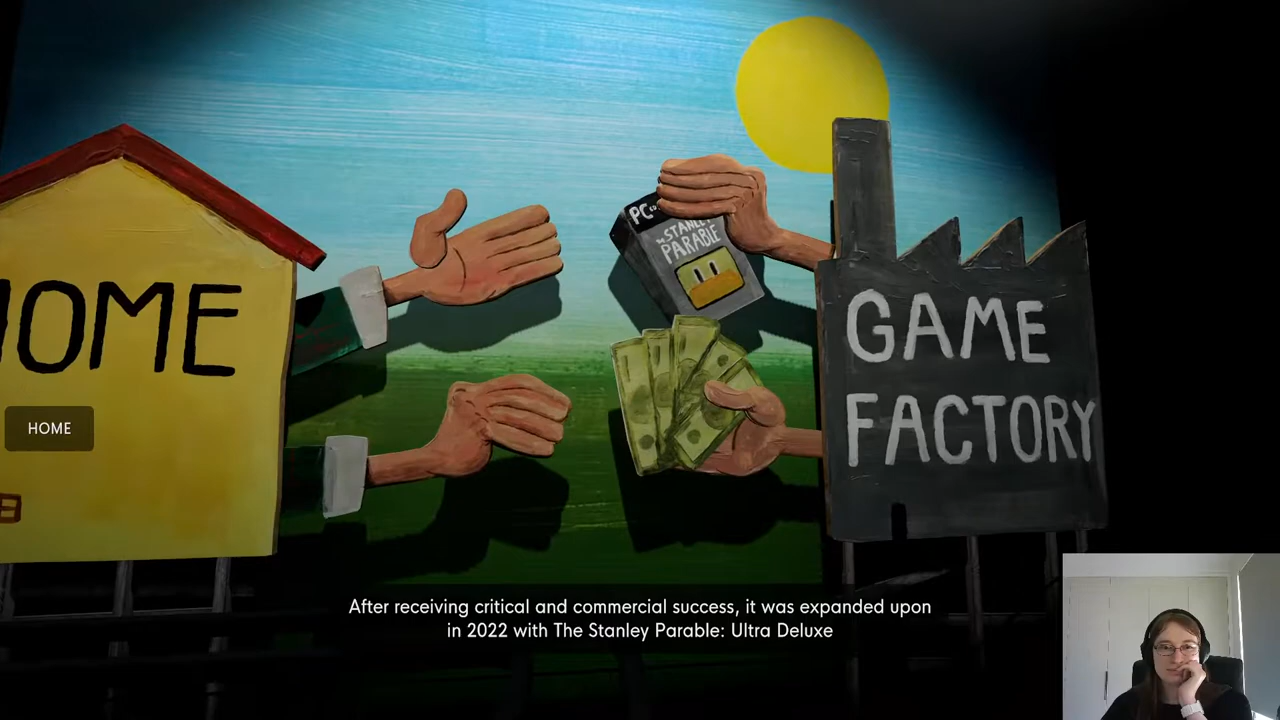 PC
THE STANLEY
PARABLE
HOME
GAME
FACTORY
HOME
After receiving critical and commercial success, it was expanded upon
in 2022 with The Stanley Parable: Ultra Deluxe